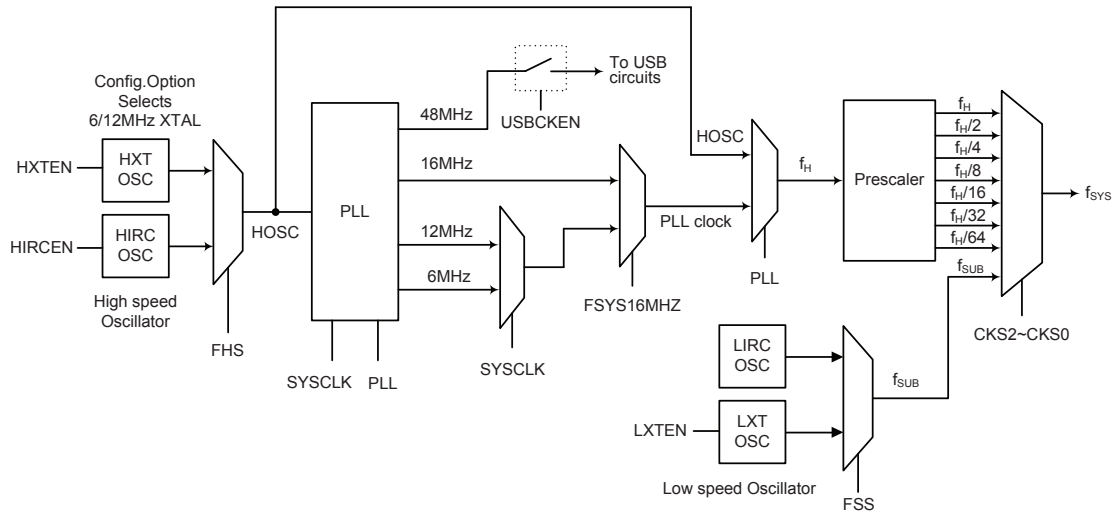 Config.Option
Selects
6/12MHz XTAL
HXTEN
HXT
OSC
HIRCEN
HIRC
OSC
High speed
Oscillator
FHS
HOSC
PLL
SYSCLK
PLL
48MHz
16MHz
12MHz
6MHz
USBCKEN
To USB
circuits
SYSCLK
FSYS16MHZ
PLL clock
HOSC
PLL
fH
Prescaler
fH
fH/2
fH/4
fH/8
fH/16
fH/32
fH/64
fSUB
fSYS
CKS2~CKS0
LIRC
OSC
LXTEN
LXT
OSC
fSUB
Low speed Oscillator
FSS